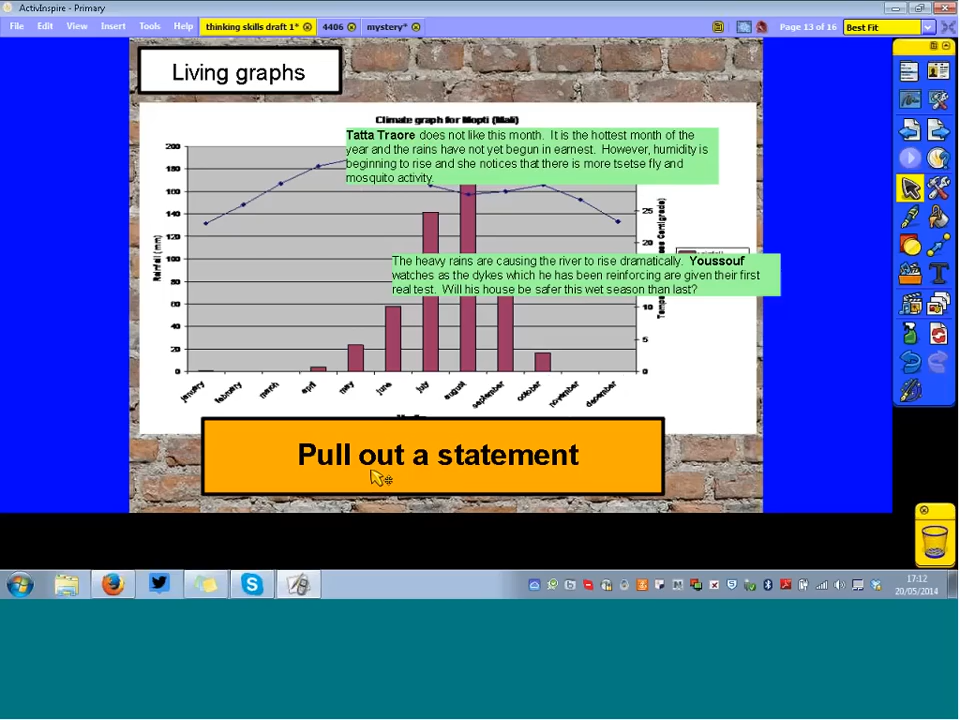 ActivInspire - Primary
File Edit View Insert Tools Help thinking skills draft 1* 4406 mystery* Page 13 of 16 Best Fit
Living graphs
Climate graph for Mopti (Mali)
Tatta Traore does not like this month. It is the hottest month of the
year and the rains have not yet begun in earnest. However, humidity is
beginning to rise and she notices that there is more tsetse fly and
mosquito activity.
200
180
160
140
120
100
80
60
40
20
0
Rainfall (mm)
25
20
10
5
0
The heavy rains are causing the river to rise dramatically. Youssouf
watches as the dykes which he has been reinforcing are given their first
real test. Will his house be safer this wet season than last?
january february march april may june july august september october november december
Pull out a statement
17:12
20/05/2014